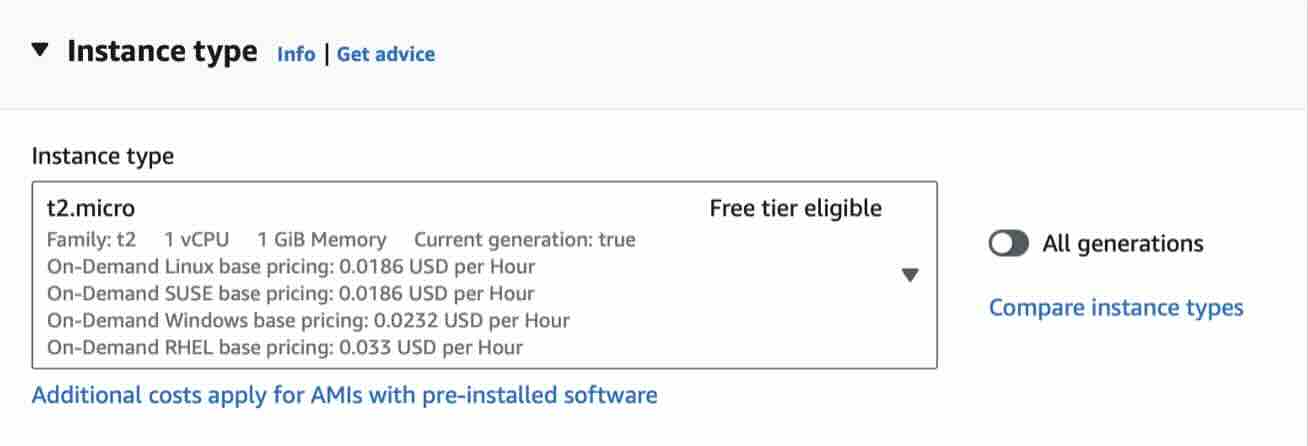 Instance type Info | Get advice
Instance type
t2.micro Free tier eligible
Family: t2 1 vCPU 1 GiB Memory Current generation: true
On-Demand Linux base pricing: 0.0186 USD per Hour
On-Demand SUSE base pricing: 0.0186 USD per Hour
On-Demand Windows base pricing: 0.0232 USD per Hour
On-Demand RHEL base pricing: 0.033 USD per Hour
All generations
Compare instance types
Additional costs apply for AMIs with pre-installed software